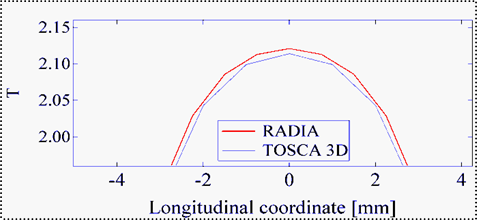 2.15
2.10
2.05
2.00
T
RADIA
TOSCA 3D
-4 -2 0 2 4
Longitudinal coordinate [mm]